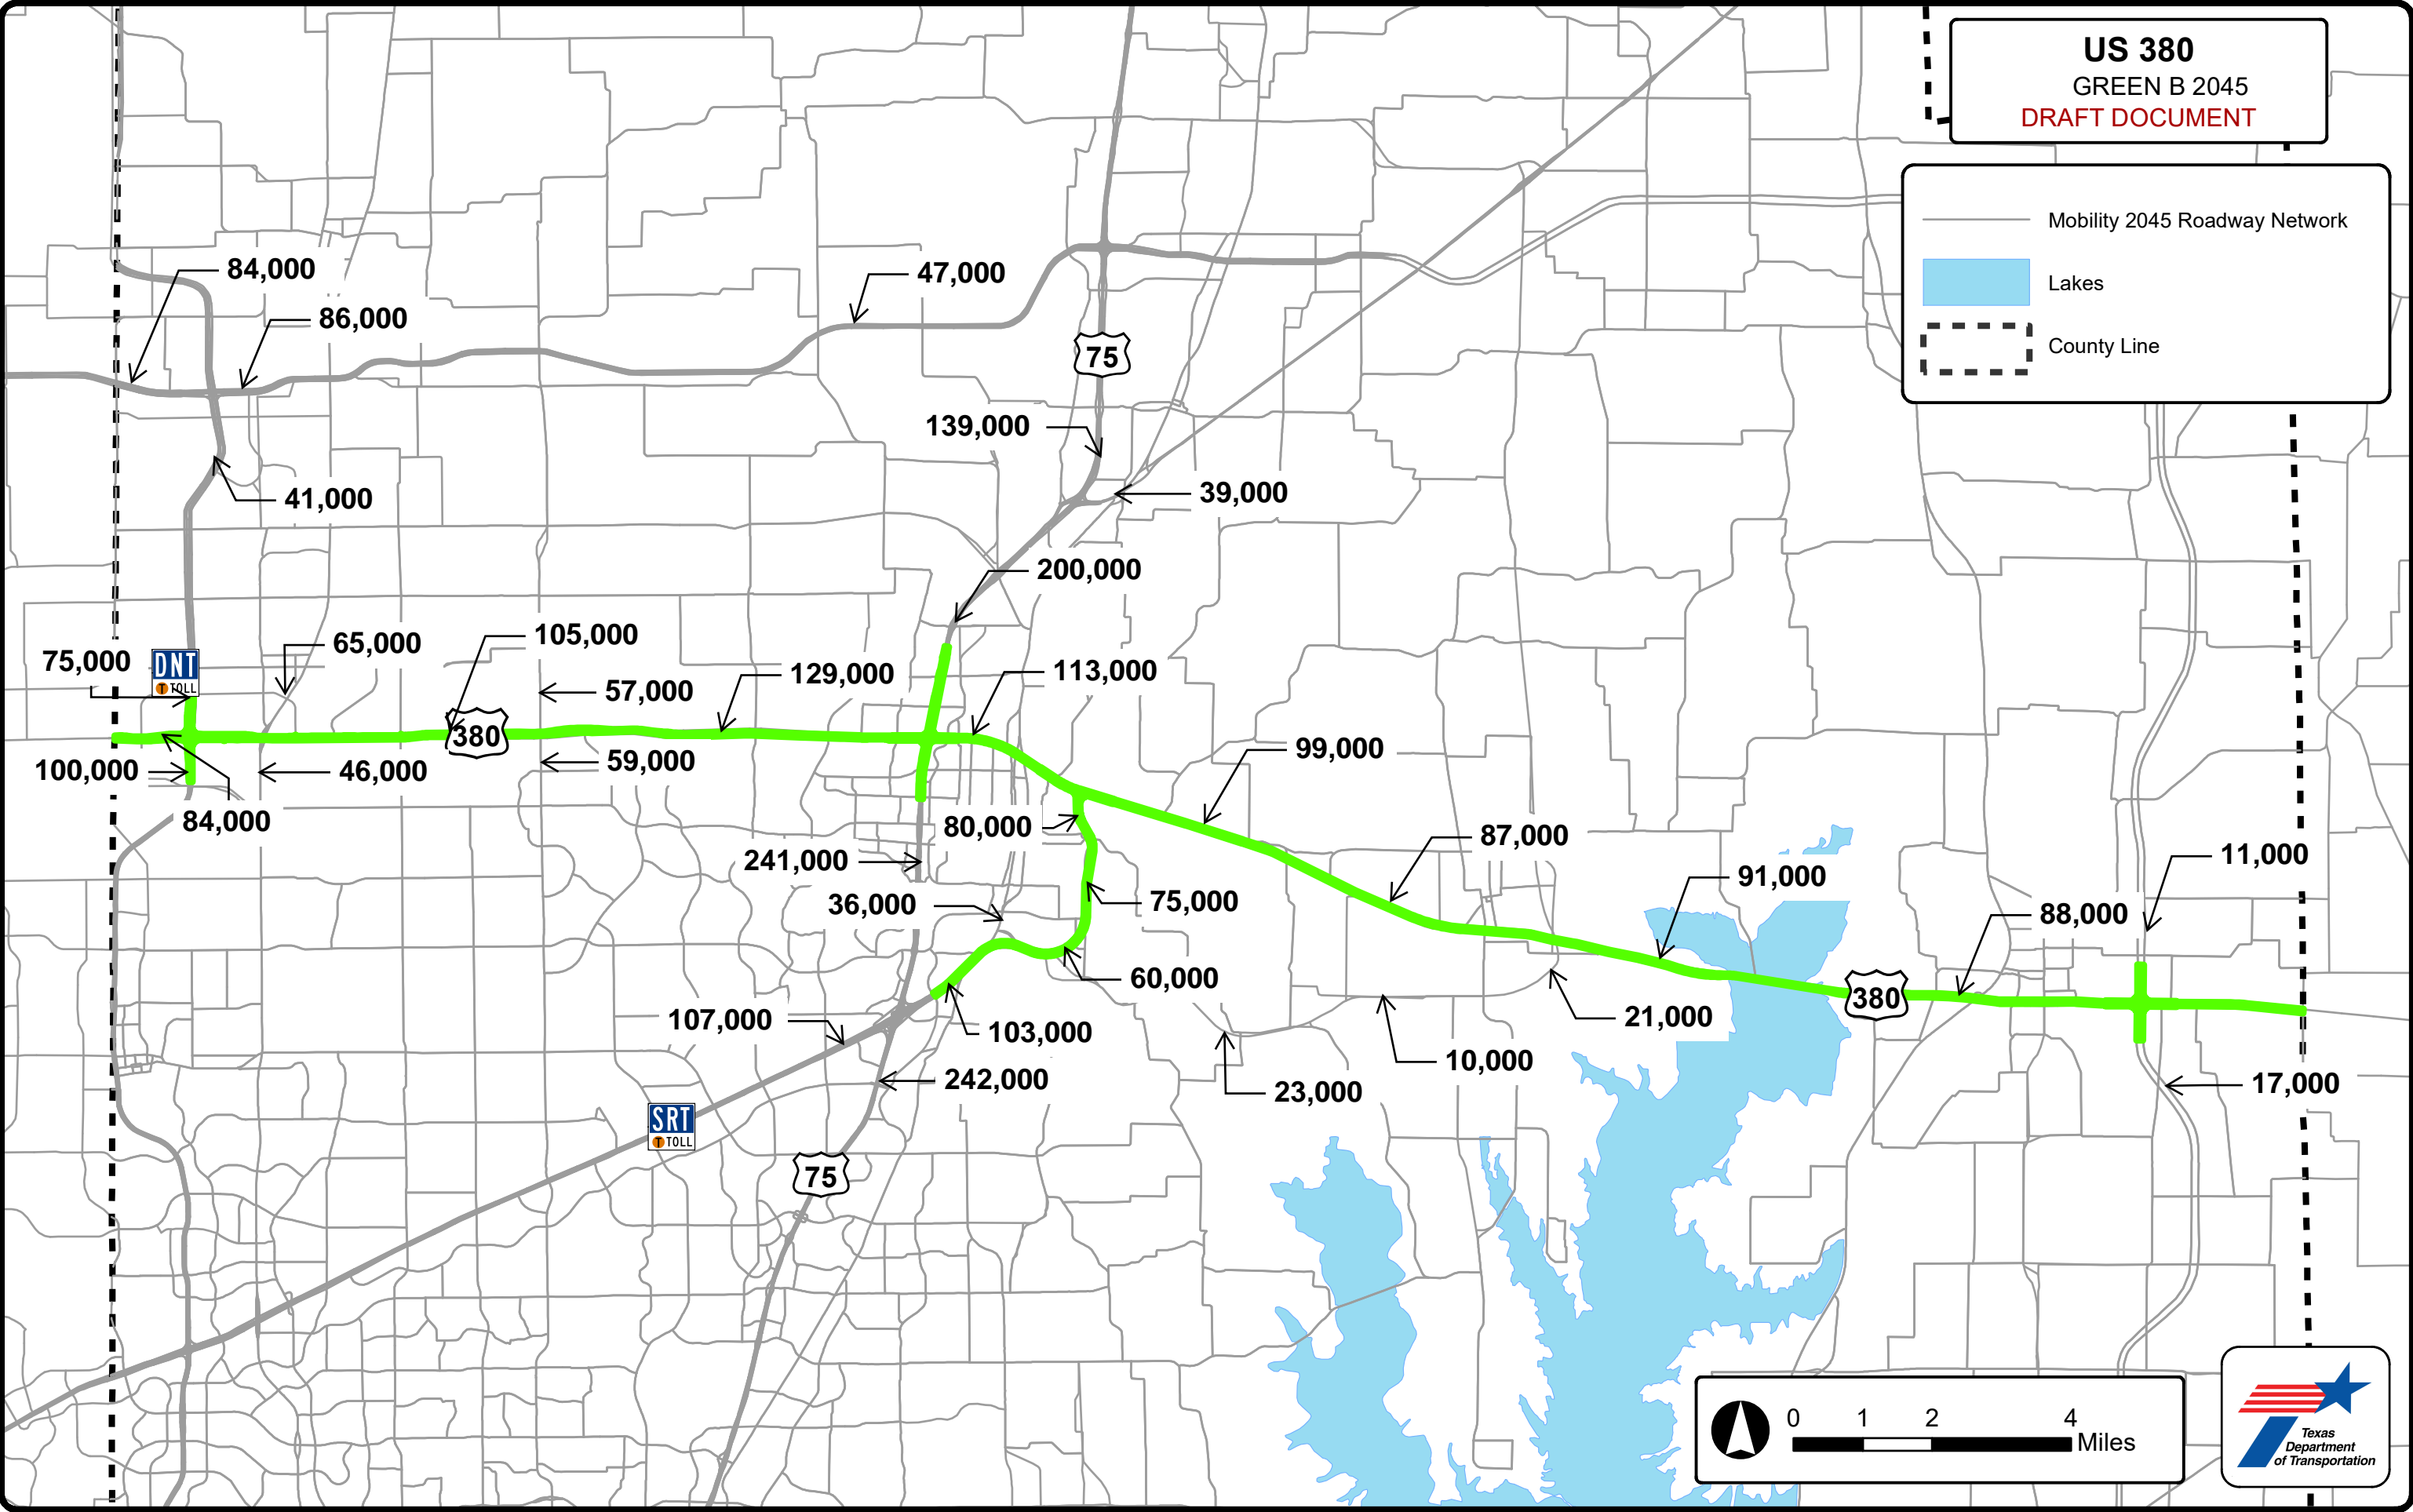 US 380
GREEN B 2045
DRAFT DOCUMENT
Mobility 2045 Roadway Network
Lakes
County Line
84,000
47,000
86,000
75
139,000
39,000
41,000
200,000
105,000
65,000
75,000
DNT
T TOLL
113,000
129,000
57,000
380
99,000
59,000
100,000
46,000
84,000
80,000
87,000
241,000
11,000
91,000
75,000
36,000
88,000
60,000
380
21,000
107,000
103,000
10,000
242,000
17,000
23,000
SRT
T TOLL
75
0 1 2 4
Miles
Texas
Department
of Transportation